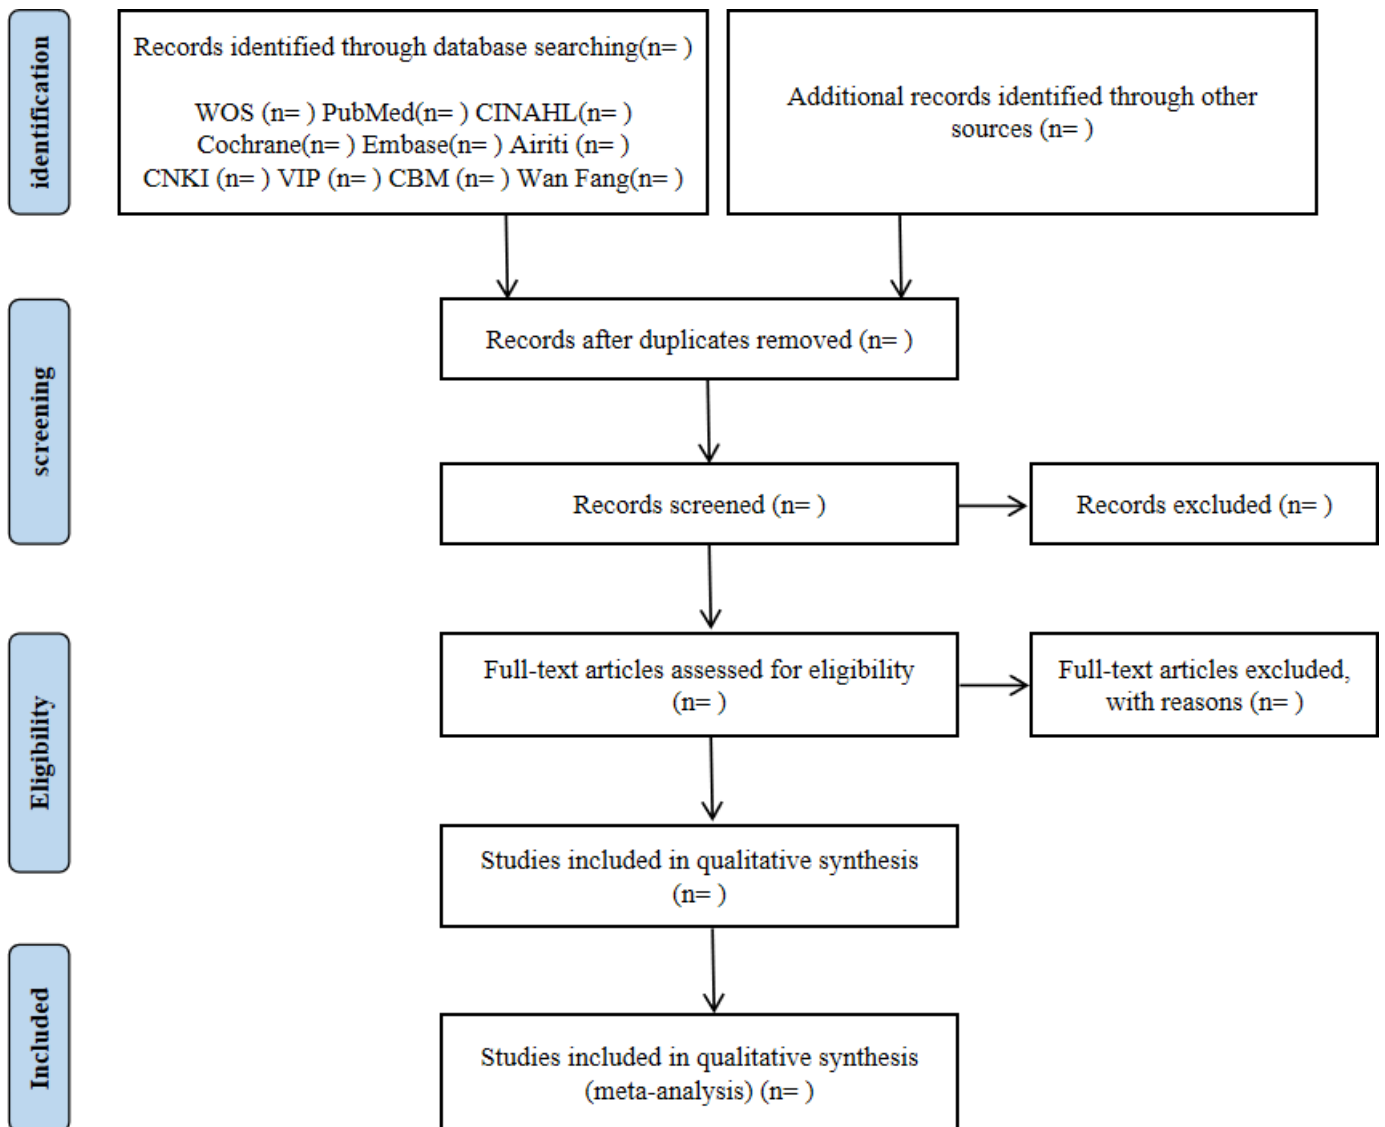 identification
Records identified through database searching(n= )
WOS (n= ) PubMed(n= ) CINAHL(n= )
Cochrane(n= ) Embase(n= ) Airiti (n= )
CNKI (n= ) VIP (n= ) CBM (n= ) Wan Fang(n= )
Additional records identified through other
sources (n= )
screening
Records after duplicates removed (n= )
Records screened (n= )
Records excluded (n= )
Eligibility
Full-text articles assessed for eligibility
(n= )
Full-text articles excluded,
with reasons (n= )
Studies included in qualitative synthesis
(n= )
Included
Studies included in qualitative synthesis
(meta-analysis) (n= )